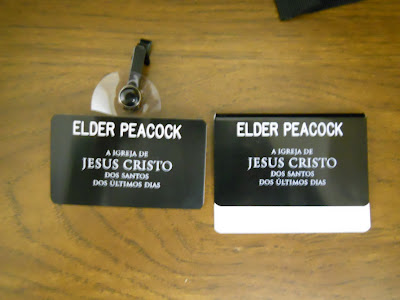 ELDER PEACOCK
A IGREJA DE
JESUS CRISTO
DOS SANTOS
DOS ÚLTIMOS DIAS
ELDER PEACOCK
A IGREJA DE
JESUS CRISTO
DOS SANTOS
DOS ÚLTIMOS DIAS